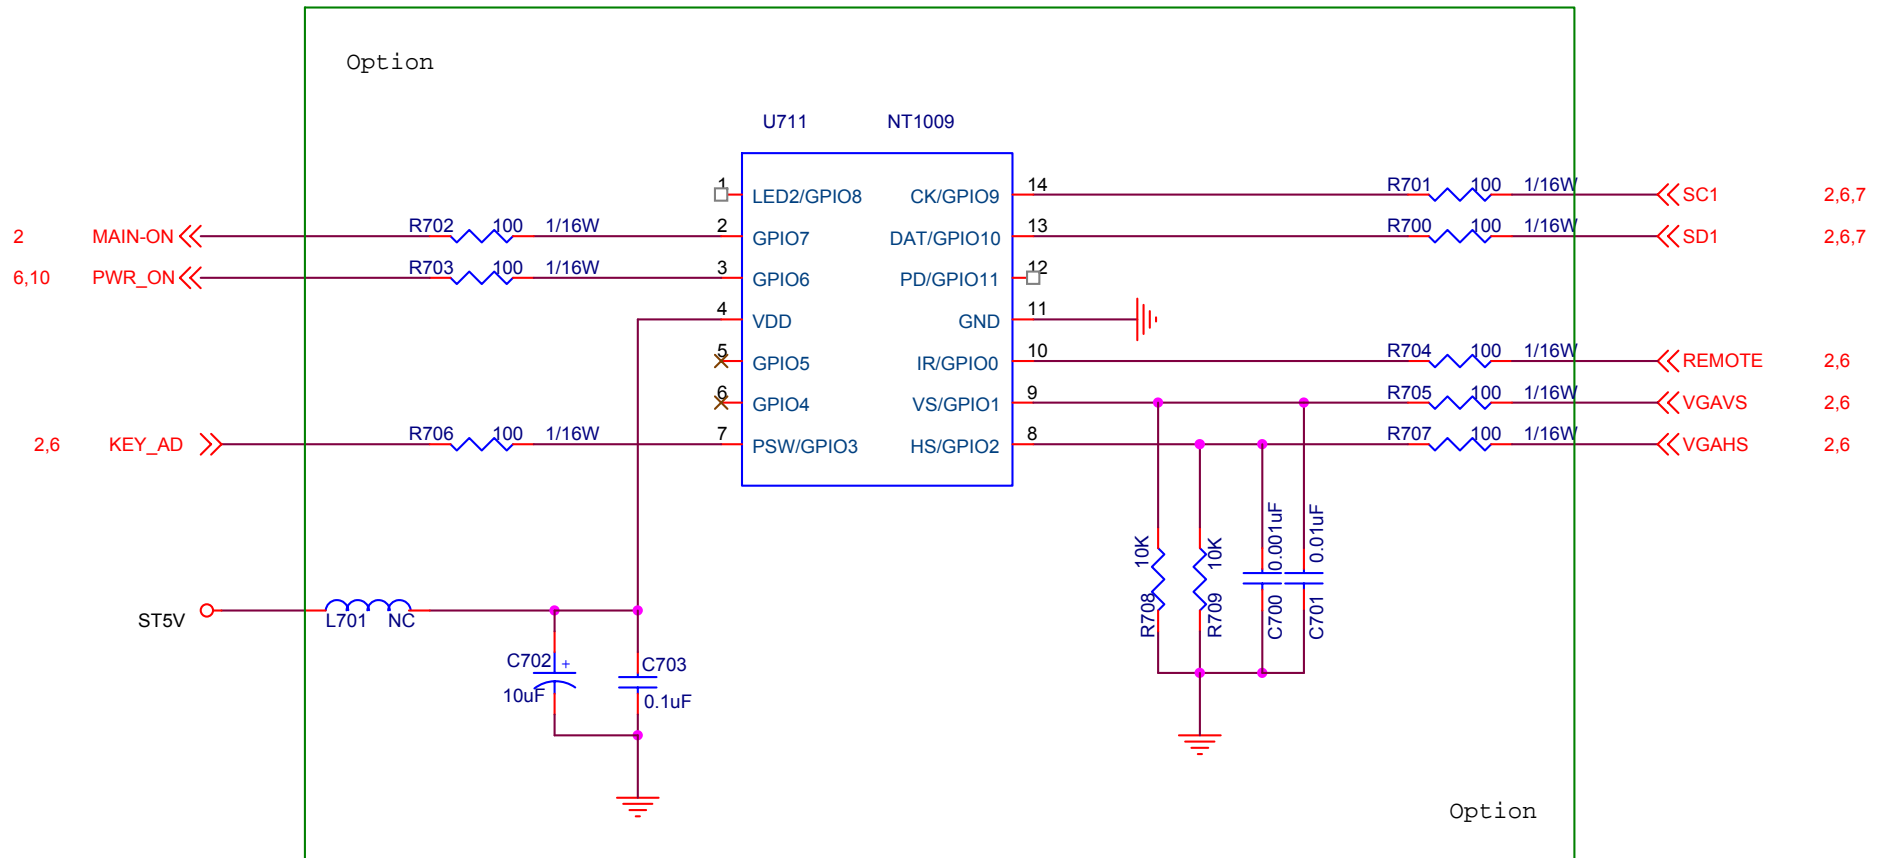 Option
U711 NT1009
1 LED2/GPIO8 CK/GPIO9 14 R701 100 1/16W SC1 2,6,7
2 MAIN-ON R702 100 1/16W 2 GPIO7 DAT/GPIO10 13 R700 100 1/16W SD1 2,6,7
6,10 PWR_ON R703 100 1/16W 3 GPIO6 PD/GPIO11 12
4 VDD GND 11
5 GPIO5 IR/GPIO0 10 R704 100 1/16W REMOTE 2,6
6 GPIO4 VS/GPIO1 9 R705 100 1/16W VGAVS 2,6
2,6 KEY_AD R706 100 1/16W 7 PSW/GPIO3 HS/GPIO2 8 R707 100 1/16W VGAHS 2,6
10K 10K 0.001uF 0.01uF
R708 R709 C700 C701
ST5V L701 NC
C702 + C703
10uF 0.1uF
Option